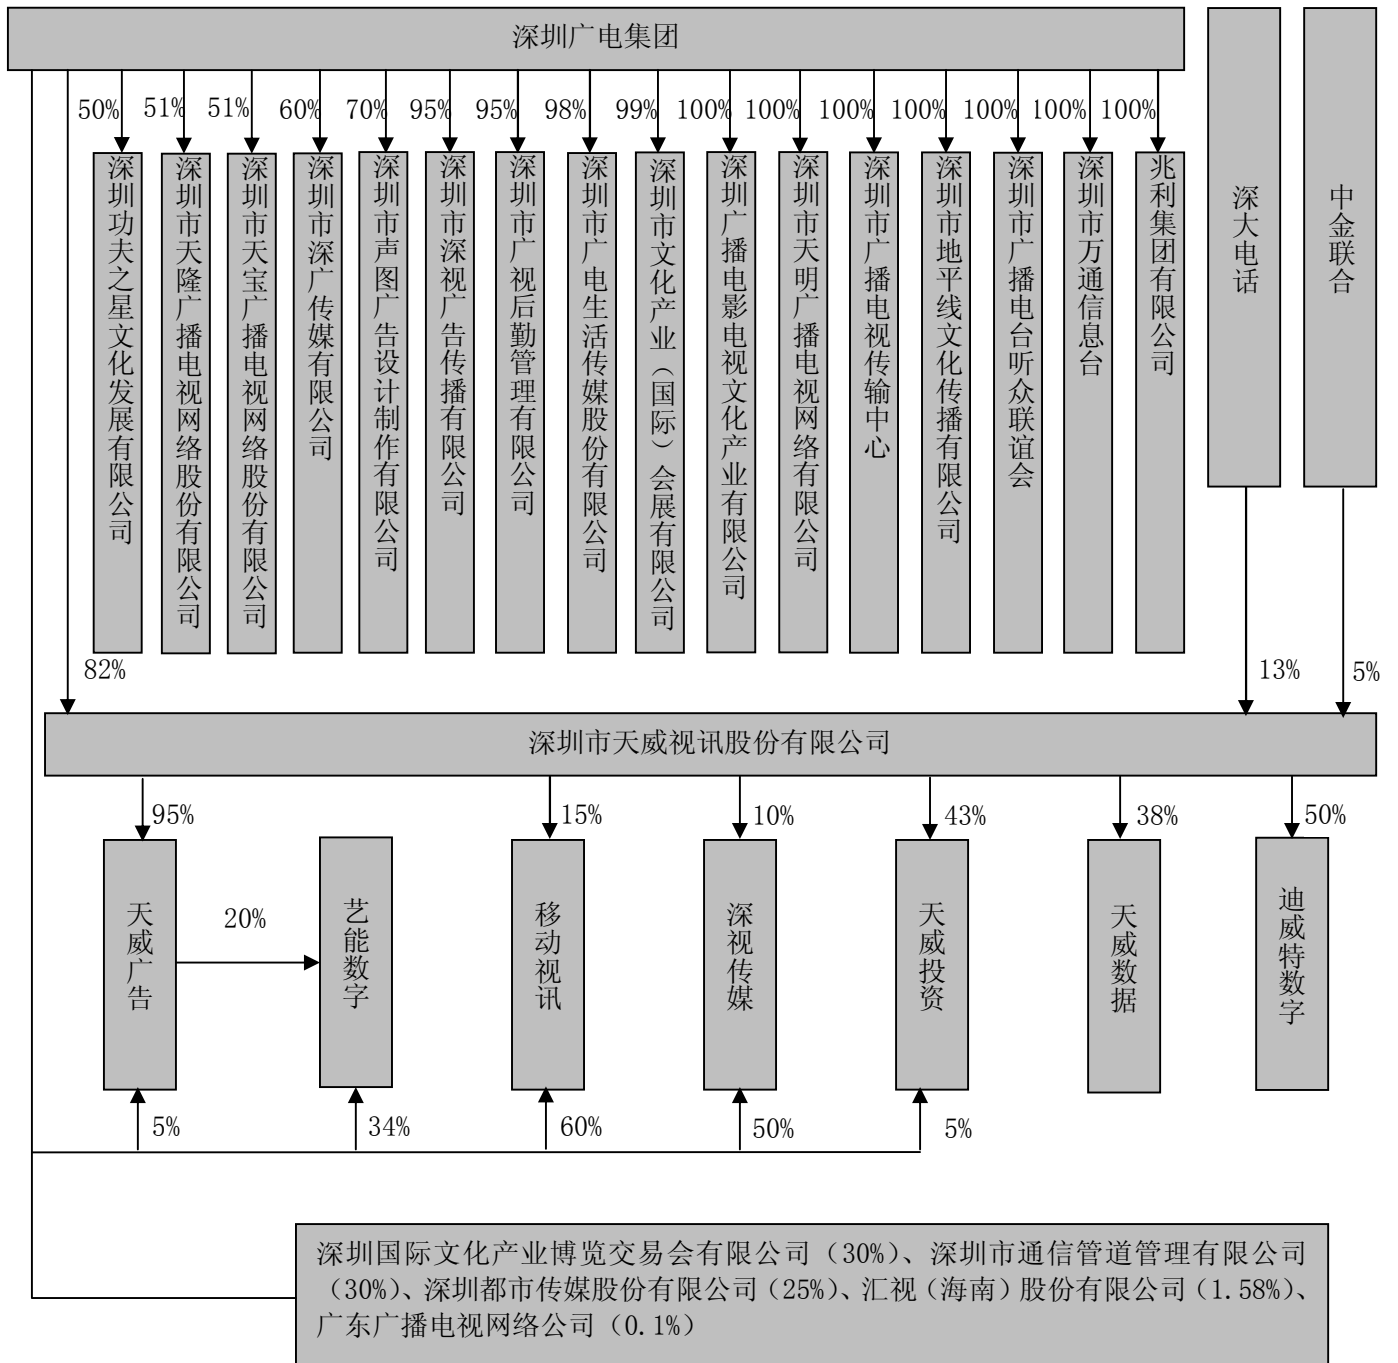 深圳广电集团
50% 51% 51% 60% 70% 95% 95% 98% 99% 100% 100% 100% 100% 100% 100% 100%
深圳功夫之星文化发展有限公司
深圳市天隆广播电视网络股份有限公司
深圳市天宝广播电视网络股份有限公司
深圳市深广传媒有限公司
深圳市声图广告设计制作有限公司
深圳市深视广告传播有限公司
深圳市广视后勤管理有限公司
深圳市广电生活传媒股份有限公司
深圳市文化产业（国际）会展有限公司
深圳广播电影电视文化产业有限公司
深圳市天明广播电视网络有限公司
深圳市广播电视传输中心
深圳市地平线文化传播有限公司
深圳市广播电台听众联谊会
深圳市万通信息台
兆利集团有限公司
深大电话
中金联合
82% 13% 5%
深圳市天威视讯股份有限公司
95% 15% 10% 43% 38% 50%
天威广告
20%
艺能数字
移动视讯
深视传媒
天威投资
天威数据
迪威特数字
5% 34% 60% 50% 5%
深圳国际文化产业博览交易会有限公司（30%）、深圳市通信管道管理有限公司
（30%）、深圳都市传媒股份有限公司（25%）、汇视（海南）股份有限公司（1.58%）、
广东广播电视网络公司（0.1%）